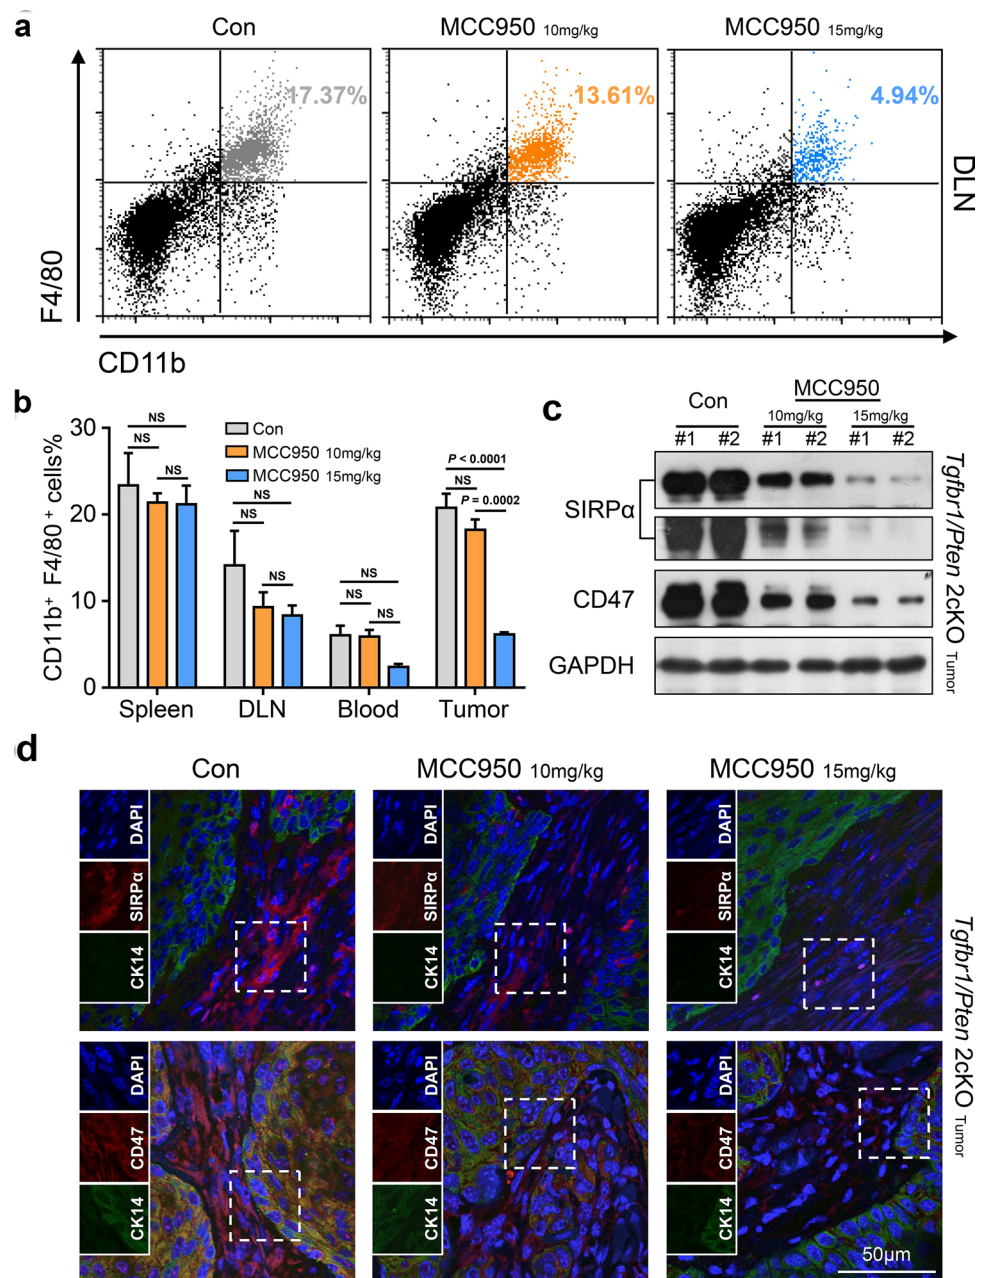 a
Con
MCC950 10mg/kg
MCC950 15mg/kg
17.37%
13.61%
4.94%
DLN
F4/80
CD11b
b
CD11b+ F4/80+ cells%
30
20
10
0
Con
MCC950 10mg/kg
MCC950 15mg/kg
NS
NS
NS
NS
NS
NS
NS
NS
NS
P < 0.0001
NS
P = 0.0002
Spleen
DLN
Blood
Tumor
c
Con
MCC950
10mg/kg
15mg/kg
#1
#2
#1
#2
#1
#2
SIRPα
CD47
GAPDH
Tgfbr1/Pten 2cKO Tumor
d
Con
MCC950 10mg/kg
MCC950 15mg/kg
DAPI
SIRPα
CK14
DAPI
SIRPα
CK14
DAPI
SIRPα
CK14
DAPI
CD47
CK14
DAPI
CD47
CK14
DAPI
CD47
CK14
50μm
Tgfbr1/Pten 2cKO Tumor